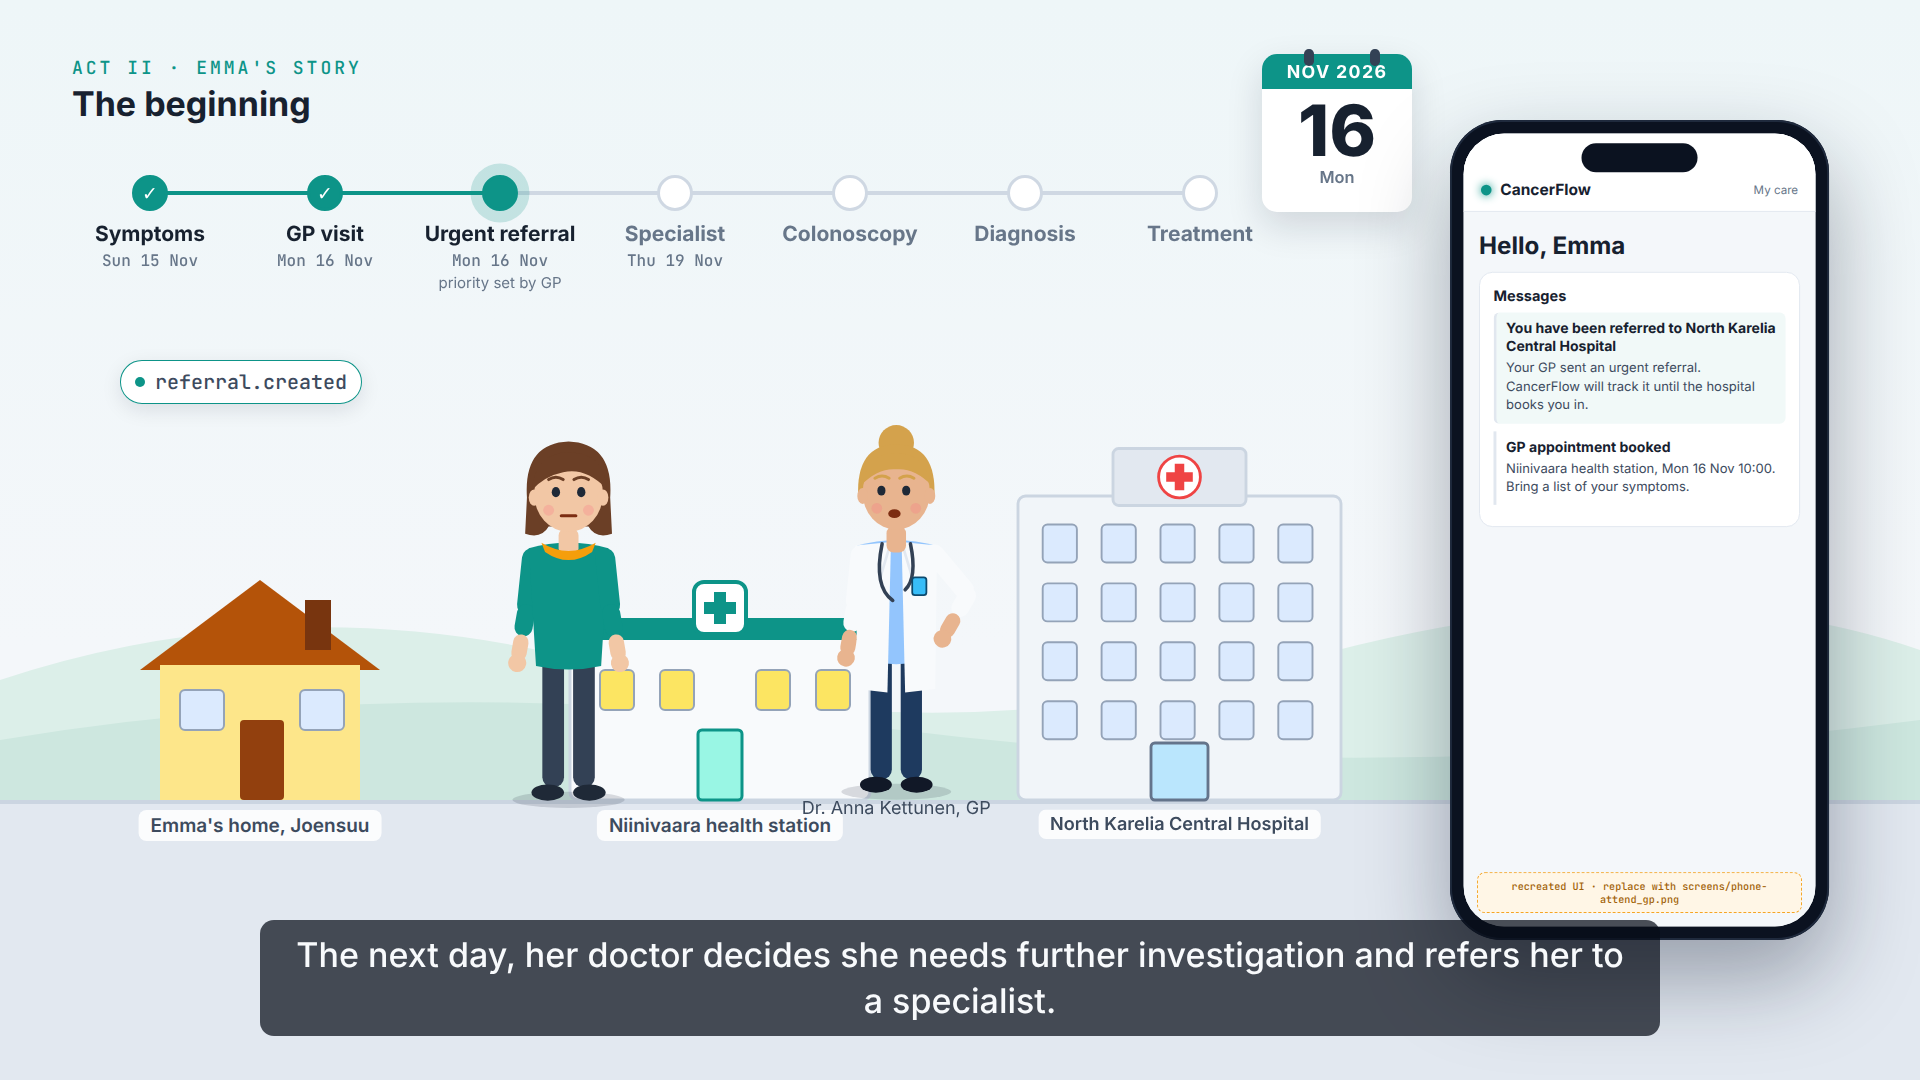 ACT II · EMMA'S STORY
The beginning
NOV 2026
16
Mon
✓ ✓
Symptoms GP visit Urgent referral Specialist Colonoscopy Diagnosis Treatment
Sun 15 Nov Mon 16 Nov Mon 16 Nov Thu 19 Nov
priority set by GP
referral.created
Emma's home, Joensuu
Niinivaara health station
Dr. Anna Kettunen, GP
North Karelia Central Hospital
CancerFlow My care
Hello, Emma
Messages
You have been referred to North Karelia
Central Hospital
Your GP sent an urgent referral.
CancerFlow will track it until the hospital
books you in.
GP appointment booked
Niinivaara health station, Mon 16 Nov 10:00.
Bring a list of your symptoms.
recreated UI · replace with screens/phone-
attend_gp.png
The next day, her doctor decides she needs further investigation and refers her to
a specialist.